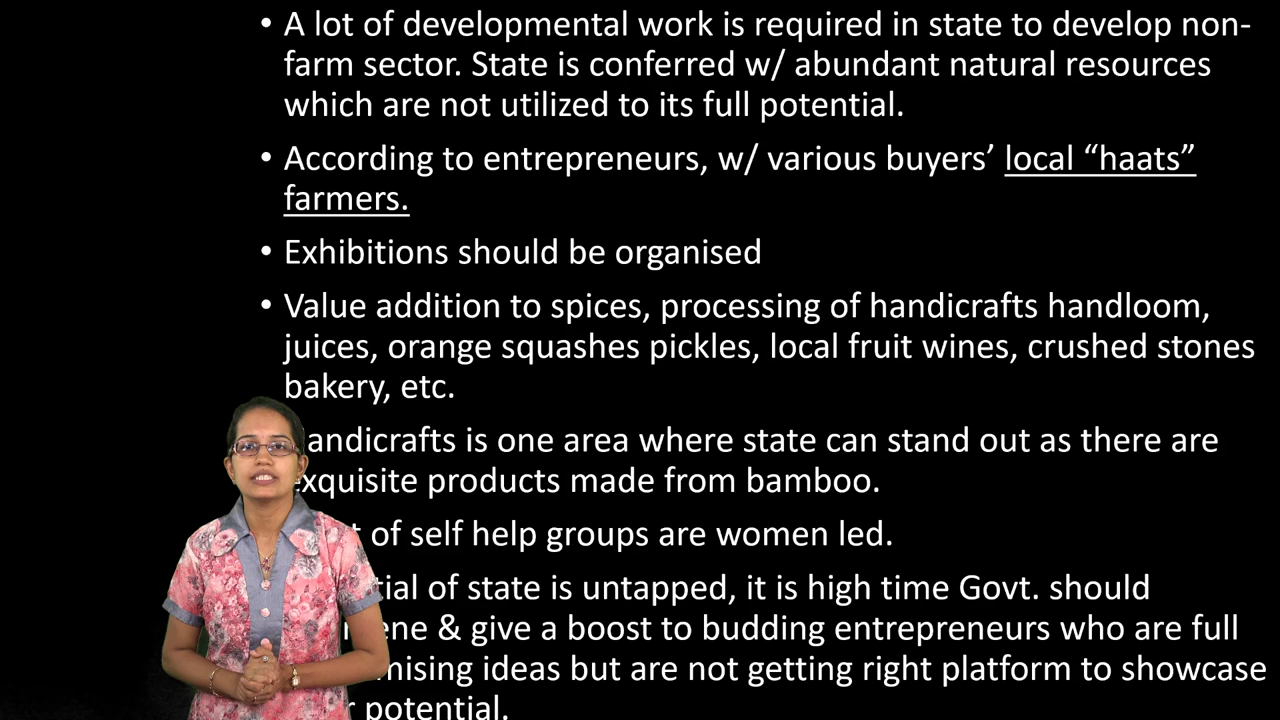 • A lot of developmental work is required in state to develop non-
farm sector. State is conferred w/ abundant natural resources
which are not utilized to its full potential.
• According to entrepreneurs, w/ various buyers’ local “haats”
farmers.
• Exhibitions should be organised
• Value addition to spices, processing of handicrafts handloom,
juices, orange squashes pickles, local fruit wines, crushed stones
bakery, etc.
andicrafts is one area where state can stand out as there are
exquisite products made from bamboo.
of self help groups are women led.
of state is untapped, it is high time Govt. should
& give a boost to budding entrepreneurs who are full
ideas but are not getting right platform to showcase
potential.